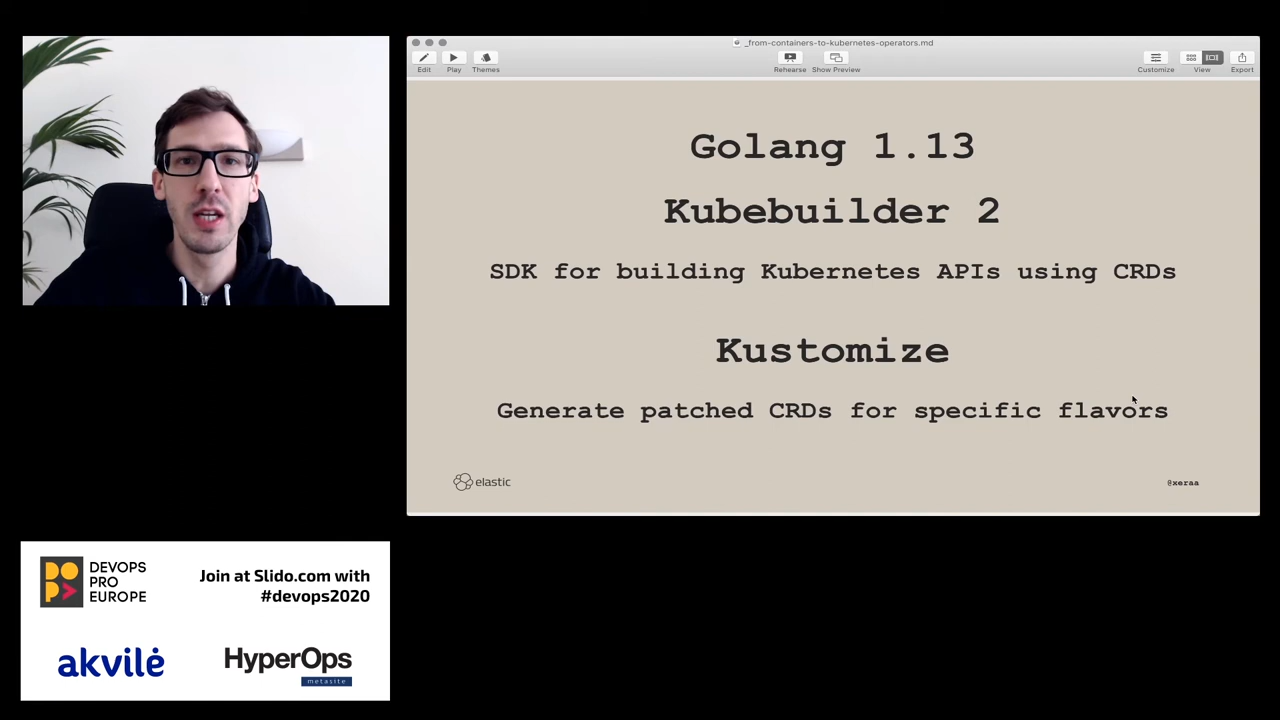 _from-containers-to-kubernetes-operators.md
Edit
Play
Themes
Rehearse
Show Preview
Customize
View
Export
Golang 1.13
Kubebuilder 2
SDK for building Kubernetes APIs using CRDs
Kustomize
Generate patched CRDs for specific flavors
elastic
@xeraa
DEVOPS
PRO
EUROPE
Join at Slido.com with
#devops2020
akvilė
HyperOps
metasite